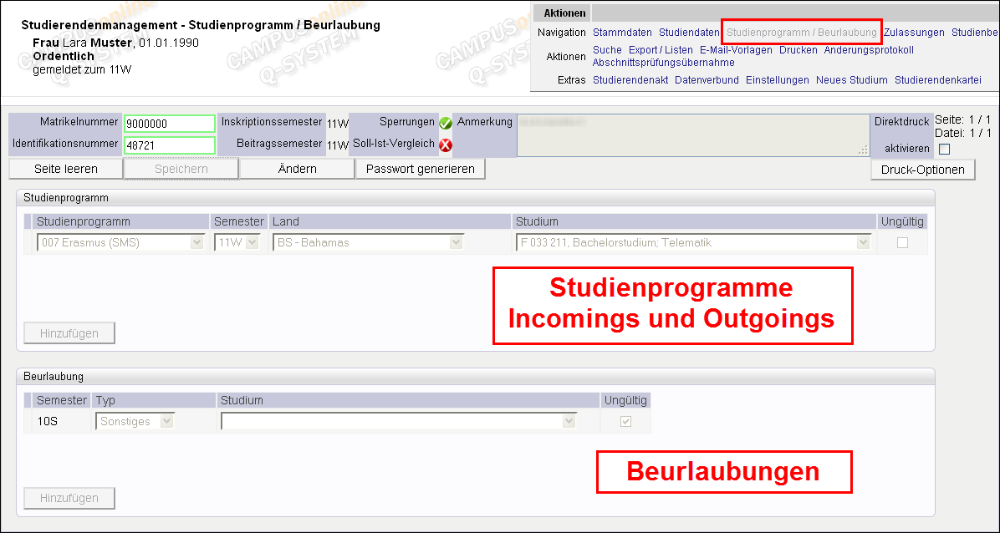 Studierendenmanagement - Studienprogramm / Beurlaubung
Frau Lara Muster, 01.01.1990
Ordentlich
gemeldet zum 11W
CAMPUSonline
Q-SYSTEM
CAMPUSonline
Q-SYSTEM
CAMPUSonline
Q-SYSTEM
Aktionen
Navigation Stammdaten Studiendaten Studienprogramm / Beurlaubung Zulassungen Studienbe
Aktionen Suche Export / Listen E-Mail-Vorlagen Drucken Änderungsprotokoll
Abschnittsprüfungsübernahme
Extras Studierendenakt Datenverbund Einstellungen Neues Studium Studierendenkartei
Matrikelnummer 9000000 Inskriptionssemester 11W Sperrungen Anmerkung Direktdruck Seite: 1 / 1
Datei: 1 / 1
Identifikationsnummer 48721 Beitragssemester 11W Soll-Ist-Vergleich aktivieren
Seite leeren Speichern Ändern Passwort generieren Druck-Optionen
Studienprogramm
Studienprogramm Semester Land Studium Ungültig
007 Erasmus (SMS) 11W BS - Bahamas F 033 211, Bachelorstudium; Telematik
Studienprogramme
Incomings und Outgoings
Hinzufügen
Beurlaubung
Semester Typ Studium Ungültig
10S Sonstiges
Beurlaubungen
Hinzufügen